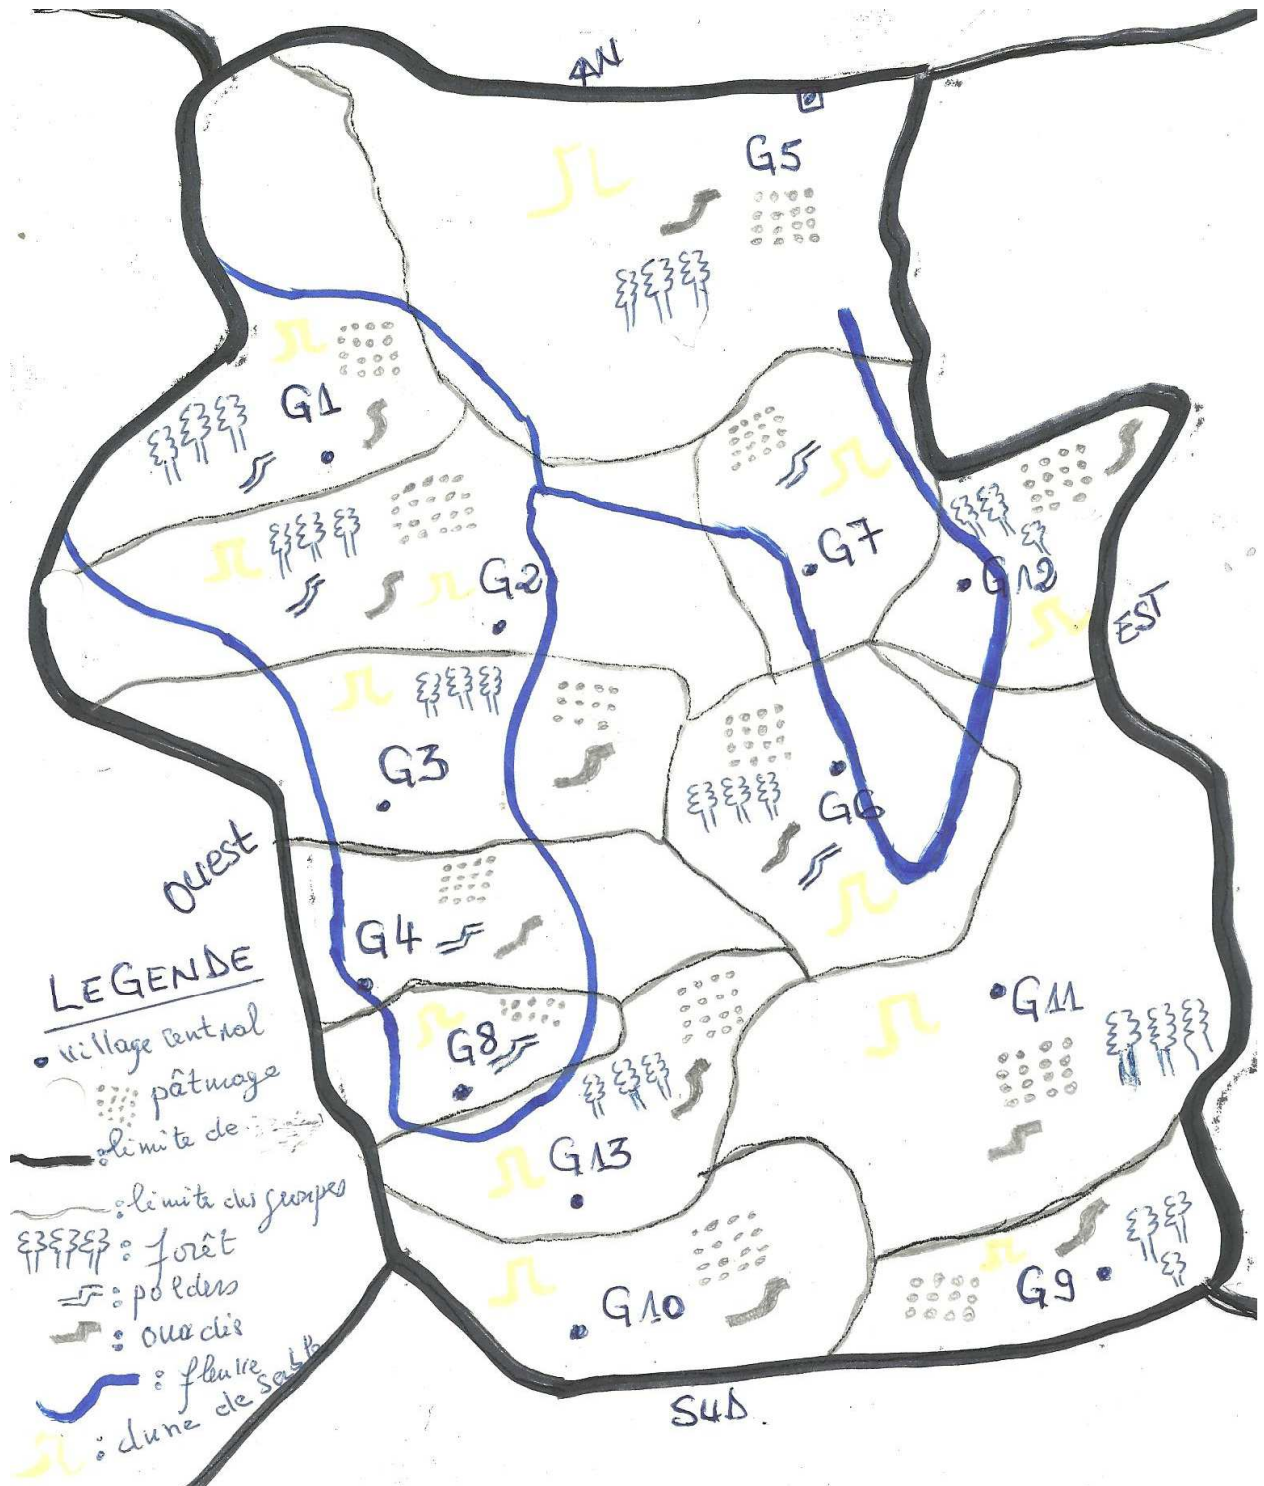 G5
G1
G7
G2
G12
EST
G3
G6
OUEST
G4
LEGENDE
G11
village central
G8
pâturage
: limite de
G13
: limite des groupes
: forêt
: polders
G9
G10
: ouadis
: fleuve
: dune de sable
SUD.